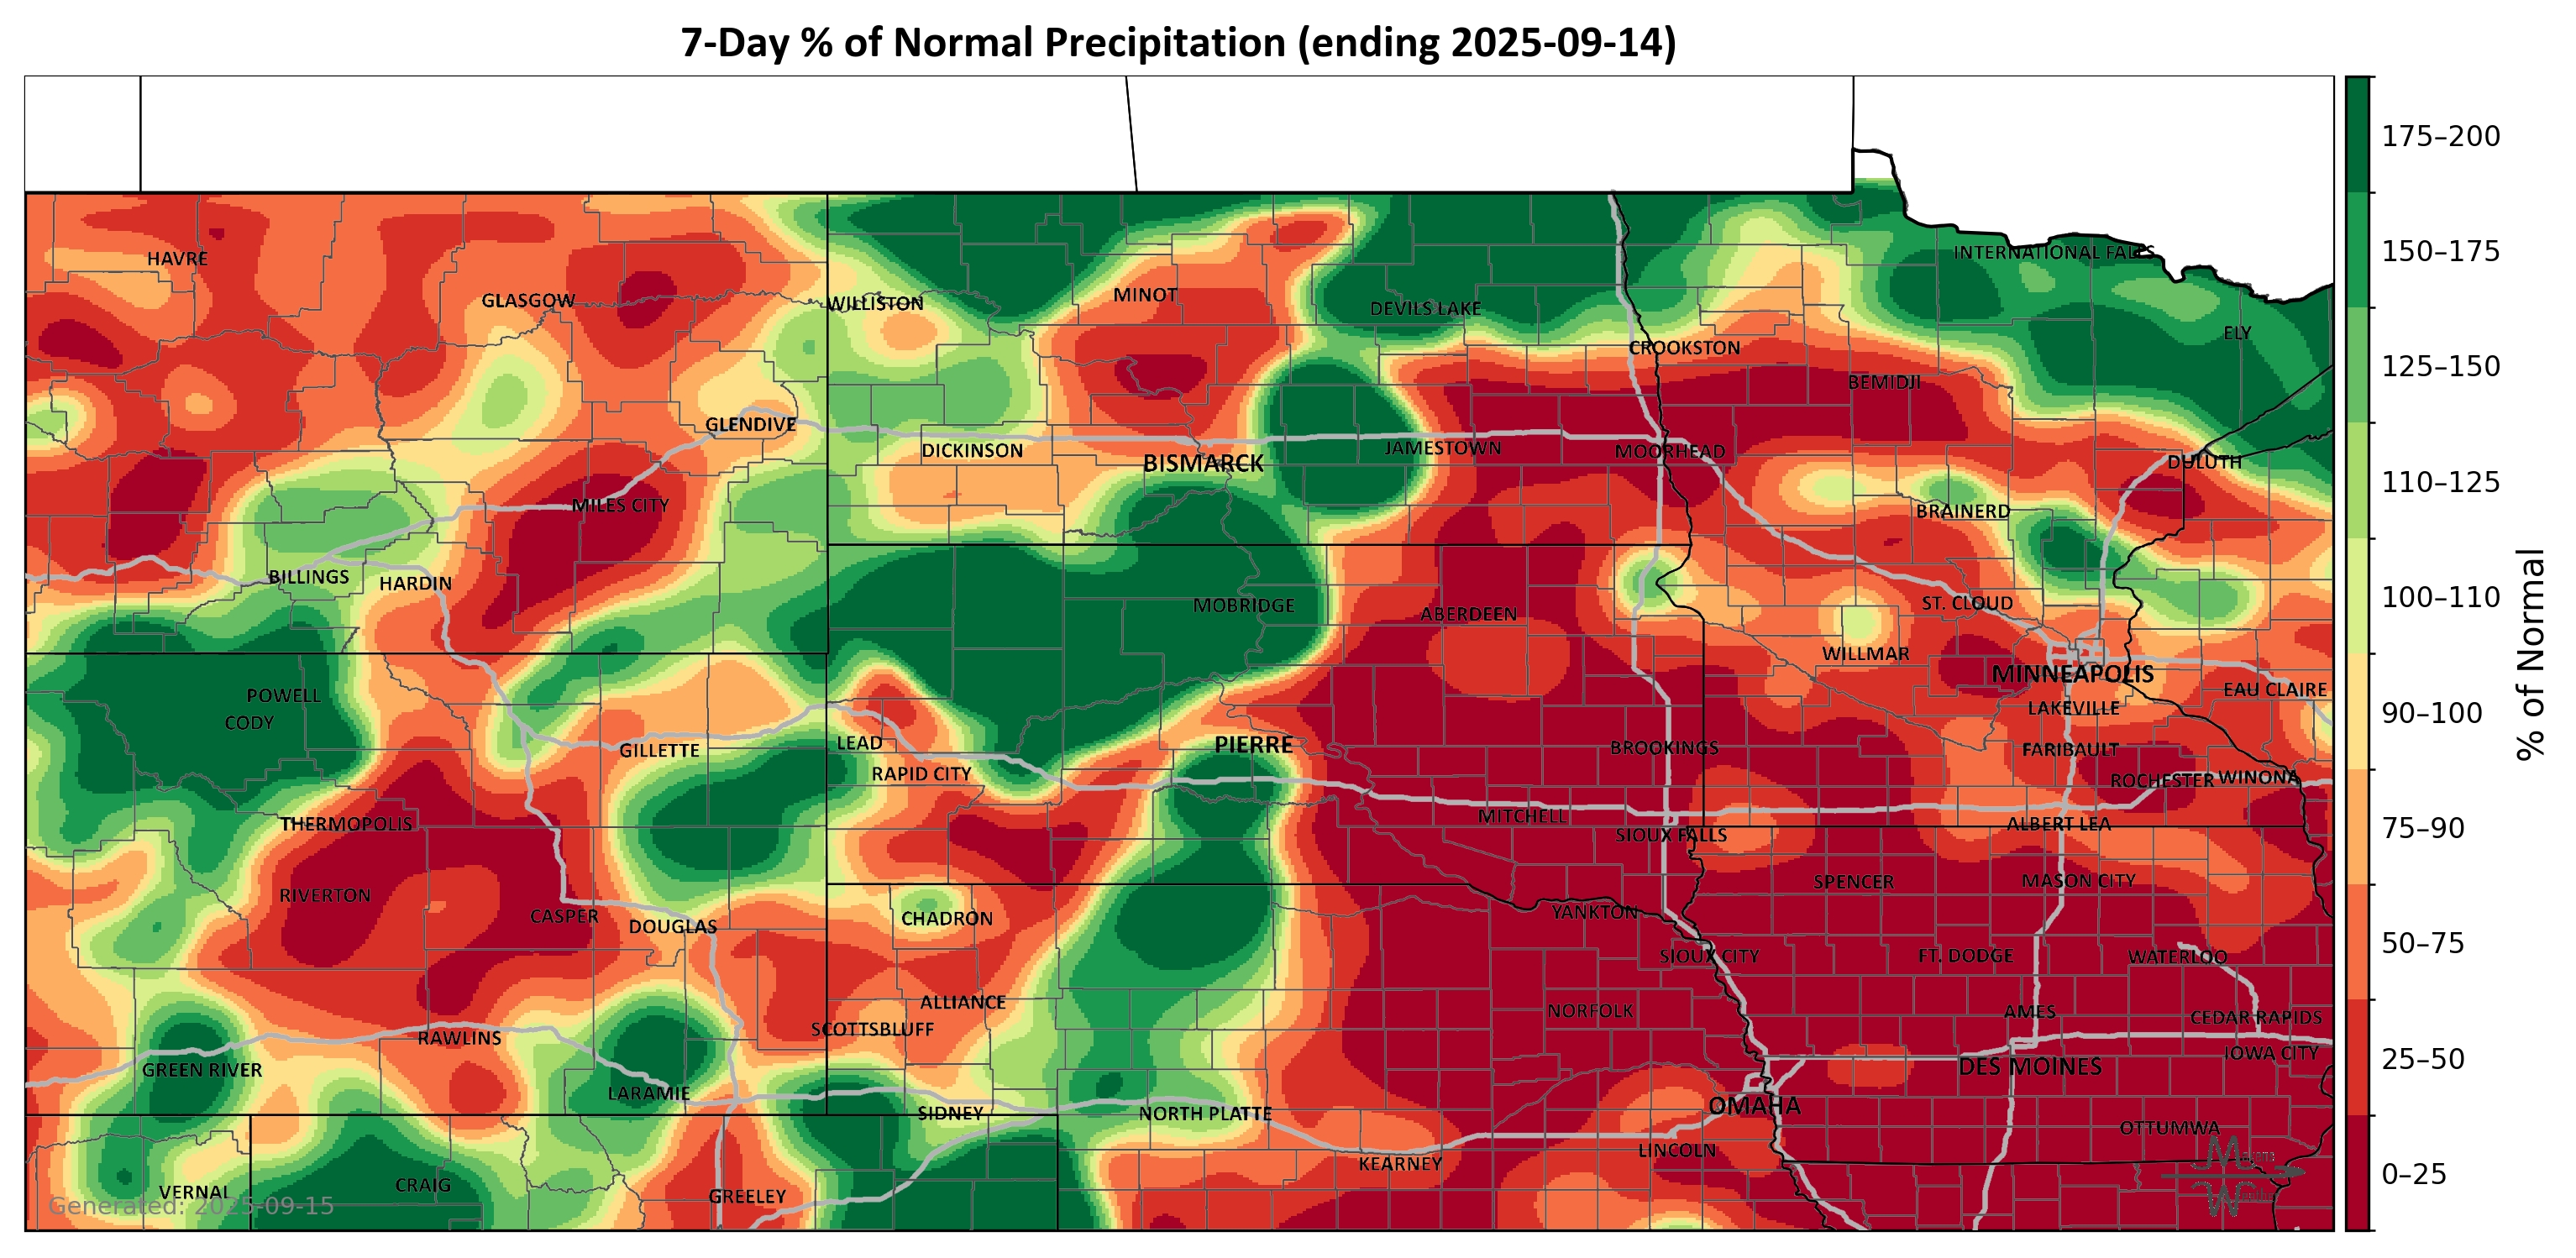 7-Day % of Normal Precipitation (ending 2025-09-14)
175–200
150–175
125–150
110–125
100–110
90–100
75–90
50–75
25–50
0–25
% of Normal
HAVRE
GLASGOW
WILLISTON
MINOT
DEVILS LAKE
INTERNATIONAL FALLS
ELY
CROOKSTON
BEMIDJI
GLENDIVE
DICKINSON
BISMARCK
JAMESTOWN
MOORHEAD
DULUTH
MILES CITY
BRAINERD
BILLINGS
HARDIN
MOBRIDGE
ABERDEEN
ST. CLOUD
WILLMAR
MINNEAPOLIS
EAU CLAIRE
POWELL
CODY
LAKEVILLE
GILLETTE
LEAD
RAPID CITY
PIERRE
BROOKINGS
FARIBAULT
ROCHESTER
WINONA
THERMOPOLIS
MITCHELL
SIOUX FALLS
ALBERT LEA
RIVERTON
CASPER
DOUGLAS
CHADRON
YANKTON
SPENCER
MASON CITY
SIOUX CITY
FT. DODGE
WATERLOO
ALLIANCE
SCOTTSBLUFF
NORFOLK
AMES
CEDAR RAPIDS
RAWLINS
GREEN RIVER
LARAMIE
SIDNEY
NORTH PLATTE
OMAHA
DES MOINES
IOWA CITY
KEARNEY
LINCOLN
OTTUMWA
VERNAL
CRAIG
GREELEY
Generated: 2025-09-15